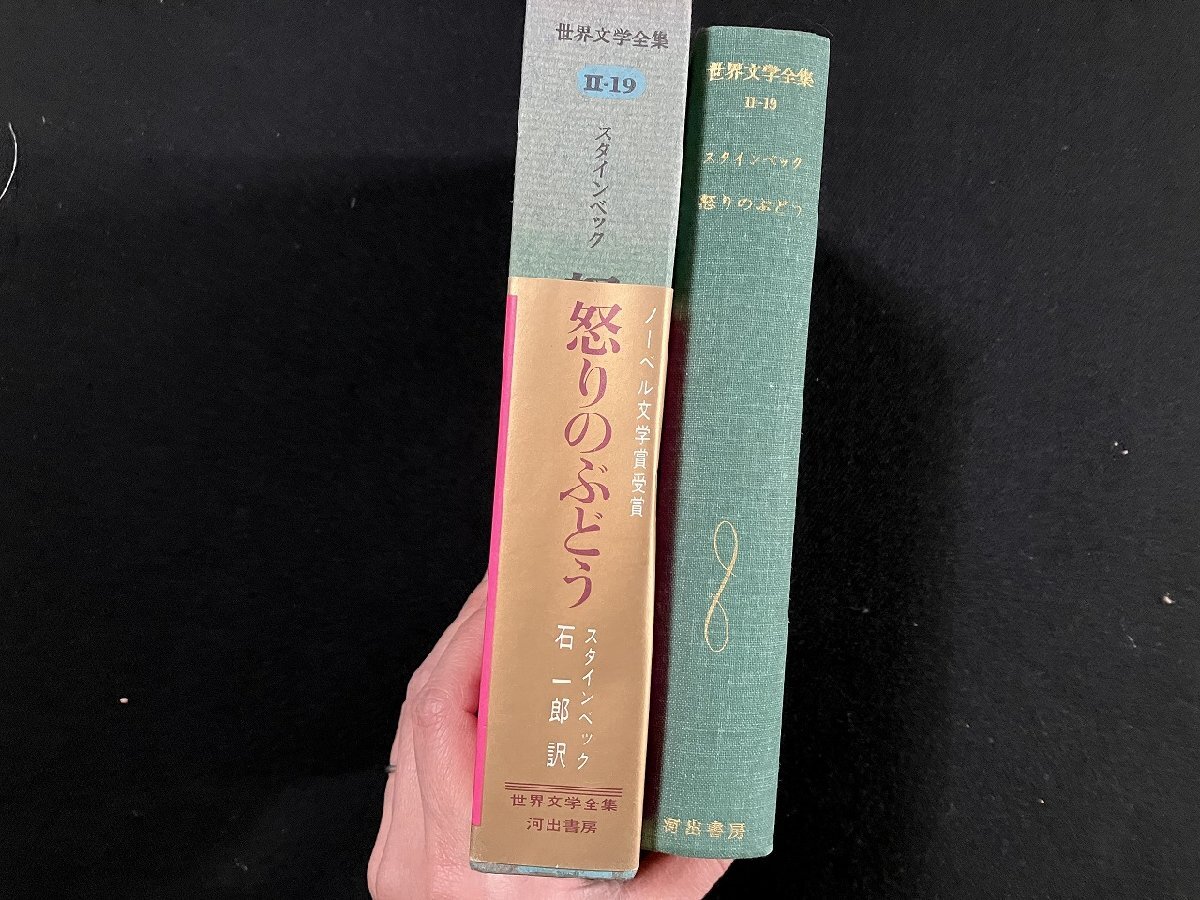 世界文学全集
II-19
スタインベック
ノーベル文学賞受賞
怒りのぶどう
スタインベック
石 一郎 訳
世界文学全集
河出書房
世界文学全集
II-19
スタインベック
怒りのぶどう
河出書房